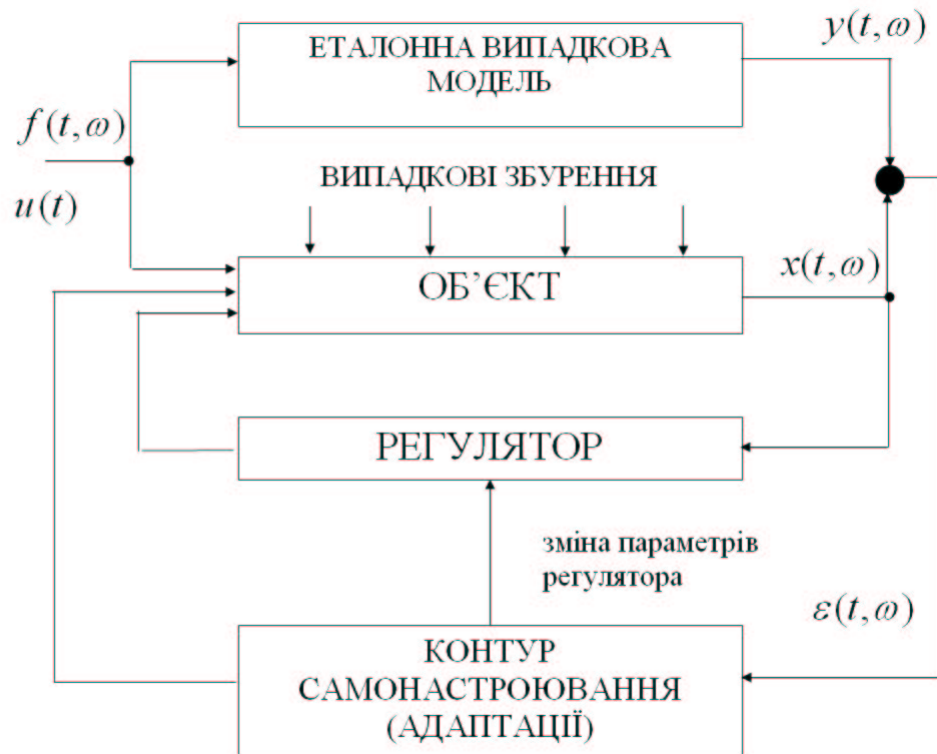 ЕТАЛОННА ВИПАДКОВА
МОДЕЛЬ
y(t,ω)
f(t,ω)
u(t)
ВИПАДКОВІ ЗБУРЕННЯ
ОБ’ЄКТ
x(t,ω)
РЕГУЛЯТОР
зміна параметрів
регулятора
ε(t,ω)
КОНТУР
САМОНАСТРОЮВАННЯ
(АДАПТАЦІЇ)